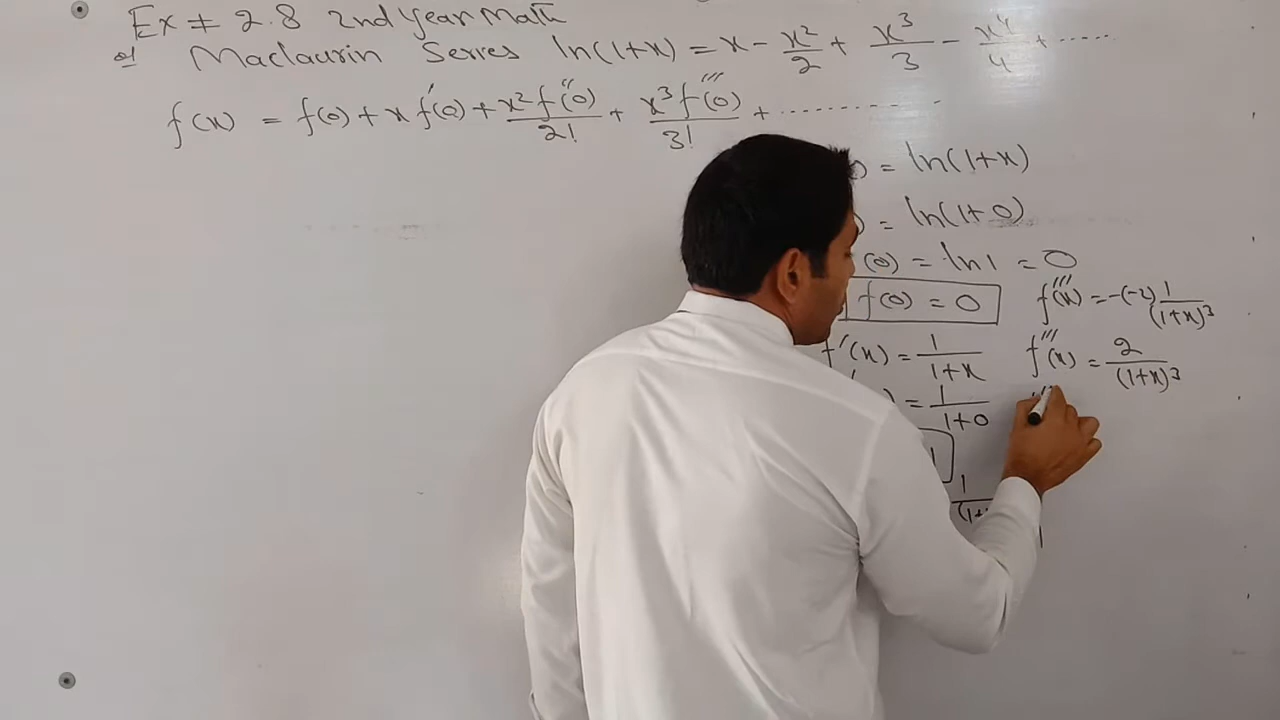 Ex # 2.8 2nd Year Math
Q1 Maclaurin Series ln(1+x) = x - x²/2 + x³/3 - x⁴/4 + ......
f(x) = f(0) + x f'(0) + x² f''(0)/2! + x³ f'''(0)/3! + ..........
) = ln(1+x)
) = ln(1+0)
(0) = ln1 = 0
f(0) = 0
f'(x) = 1/(1+x)
) = 1/(1+0)
f'''(x) = -(-2) 1/(1+x)³
f'''(x) = 2/(1+x)³